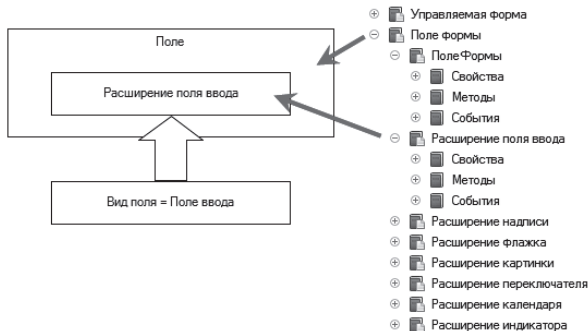 Поле
Расширение поля ввода
Вид поля = Поле ввода
Управляемая форма
Поле формы
ПолеФормы
Свойства
Методы
События
Расширение поля ввода
Свойства
Методы
События
Расширение надписи
Расширение флажка
Расширение картинки
Расширение переключателя
Расширение календаря
Расширение индикатора